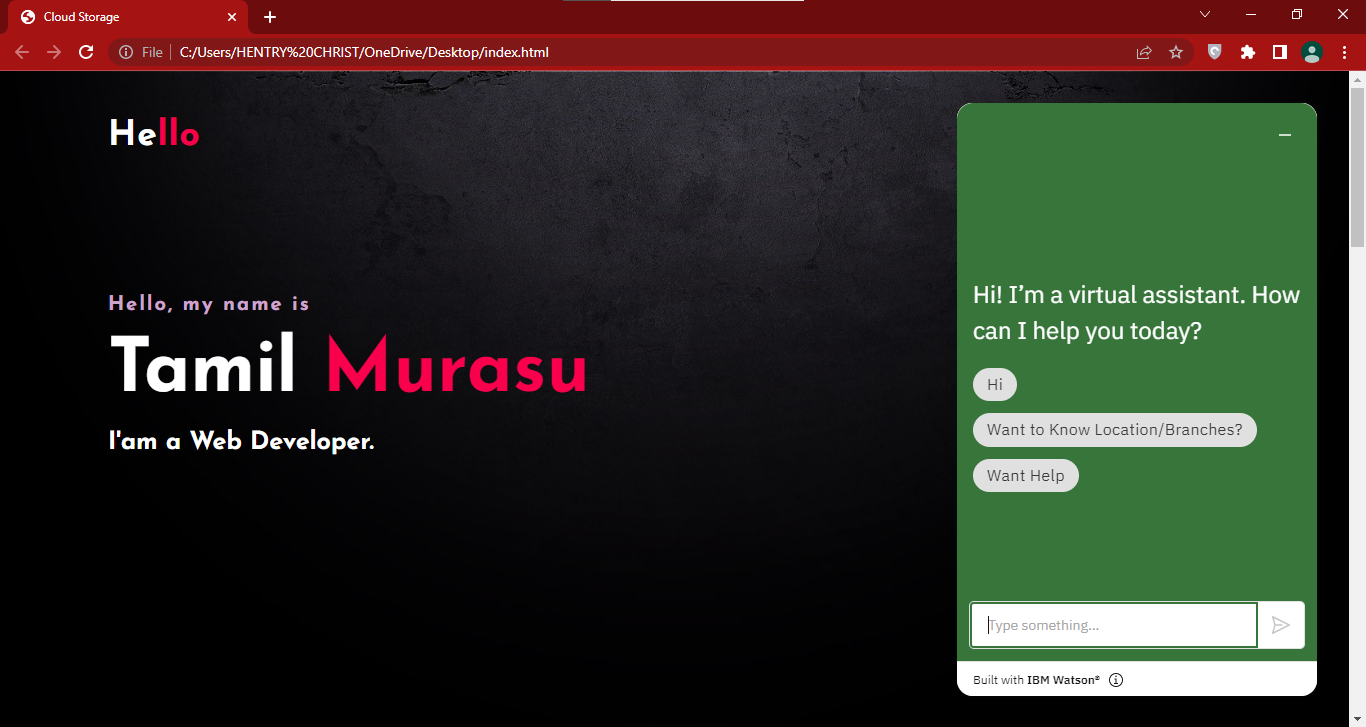 Cloud Storage
File
C:/Users/HENTRY%20CHRIST/OneDrive/Desktop/index.html
Hello
Hello, my name is
Tamil Murasu
I'am a Web Developer.
Hi! I’m a virtual assistant. How
can I help you today?
Hi
Want to Know Location/Branches?
Want Help
Type something...
Built with IBM Watson®